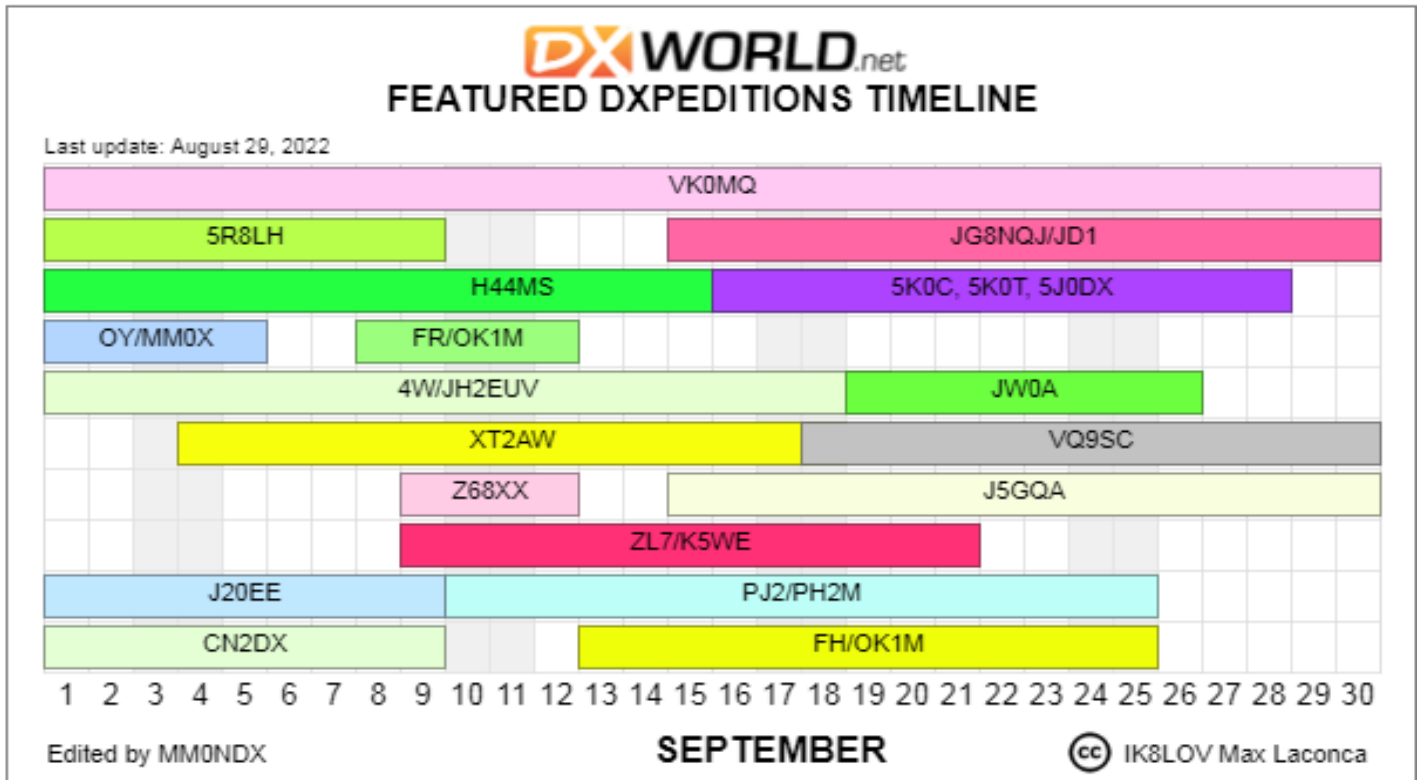 DX WORLD.net
FEATURED DXPEDITIONS TIMELINE
Last update: August 29, 2022
VK0MQ
5R8LH JG8NQJ/JD1
H44MS 5K0C, 5K0T, 5J0DX
OY/MM0X FR/OK1M
4W/JH2EUV JW0A
XT2AW VQ9SC
Z68XX J5GQA
ZL7/K5WE
J20EE PJ2/PH2M
CN2DX FH/OK1M
1 2 3 4 5 6 7 8 9 10 11 12 13 14 15 16 17 18 19 20 21 22 23 24 25 26 27 28 29 30
Edited by MM0NDX SEPTEMBER cc IK8LOV Max Laconca